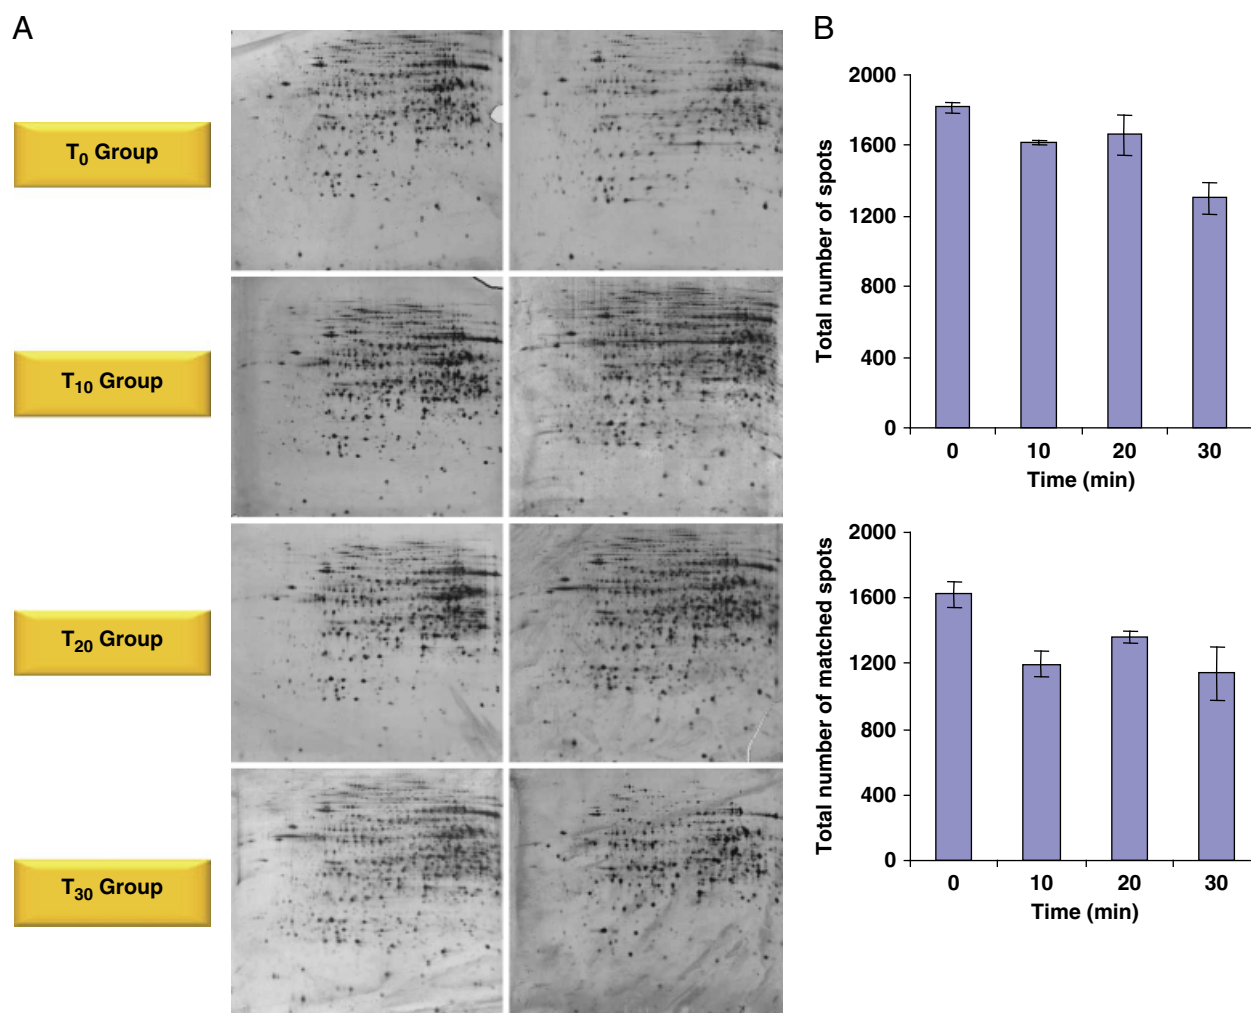 A
T0 Group
T10 Group
T20 Group
T30 Group
B
Total number of spots
2000
1600
1200
800
400
0
0 10 20 30
Time (min)
Total number of matched spots
2000
1600
1200
800
400
0
0 10 20 30
Time (min)